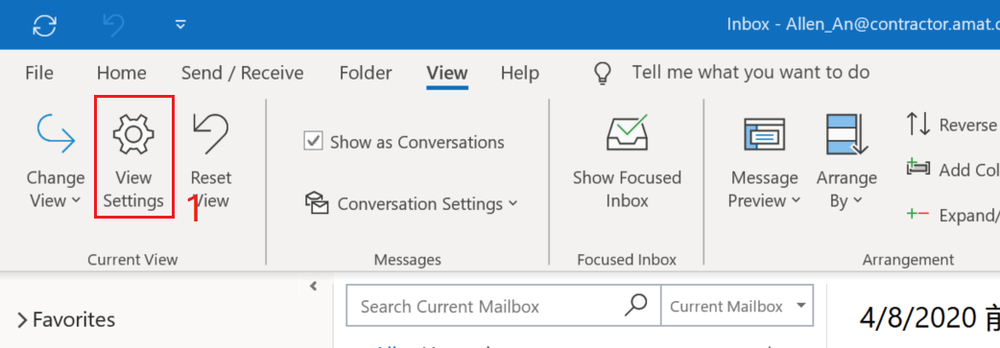 Inbox - Allen_An@contractor.amat.
File Home Send / Receive Folder View Help Tell me what you want to do
Change View
View Settings
Reset View
1
Show as Conversations
Conversation Settings
Show Focused Inbox
Message Preview
Arrange By
Reverse
Add Col
Expand/
Current View Messages Focused Inbox Arrangement
Favorites
Search Current Mailbox Current Mailbox
4/8/2020 前